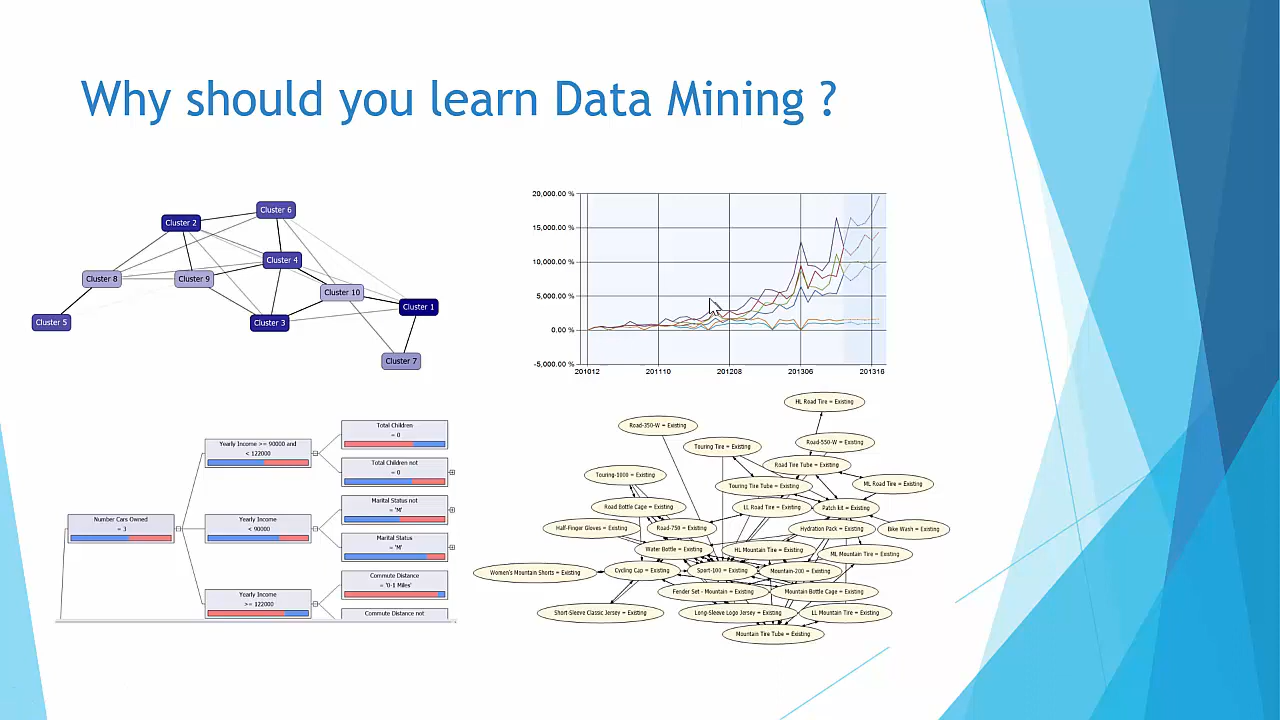 Why should you learn Data Mining ?
Cluster 6
Cluster 2
Cluster 4
Cluster 8
Cluster 9
Cluster 10
Cluster 1
Cluster 5
Cluster 3
Cluster 7
20,000.00 %
15,000.00 %
10,000.00 %
5,000.00 %
0.00 %
-5,000.00 %
201012
201110
201208
201306
201316
Number Cars Owned
= 3
Yearly Income >= 90000 and
< 122000
Yearly Income
< 90000
Yearly Income
>= 122000
Total Children
= 0
Total Children not
= 0
Marital Status not
= 'M'
Marital Status
= 'M'
Commute Distance
= '0-1 Miles'
Commute Distance not
HL Road Tire = Existing
Road-350-W = Existing
Touring Tire = Existing
Road-550-W = Existing
Road Tire Tube = Existing
Touring-1000 = Existing
Touring Tire Tube = Existing
ML Road Tire = Existing
Road Bottle Cage = Existing
LL Road Tire = Existing
Patch kit = Existing
Half-Finger Gloves = Existing
Road-750 = Existing
Hydration Pack = Existing
Bike Wash = Existing
Water Bottle = Existing
HL Mountain Tire = Existing
ML Mountain Tire = Existing
Women's Mountain Shorts = Existing
Cycling Cap = Existing
Sport-100 = Existing
Mountain-200 = Existing
Fender Set - Mountain = Existing
Mountain Bottle Cage = Existing
Short-Sleeve Classic Jersey = Existing
Long-Sleeve Logo Jersey = Existing
LL Mountain Tire = Existing
Mountain Tire Tube = Existing